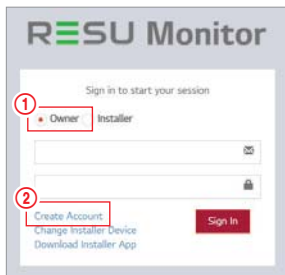 RESU Monitor
Sign in to start your session
1
Owner Installer
2
Create Account
Sign In
Change Installer Device
Download Installer App